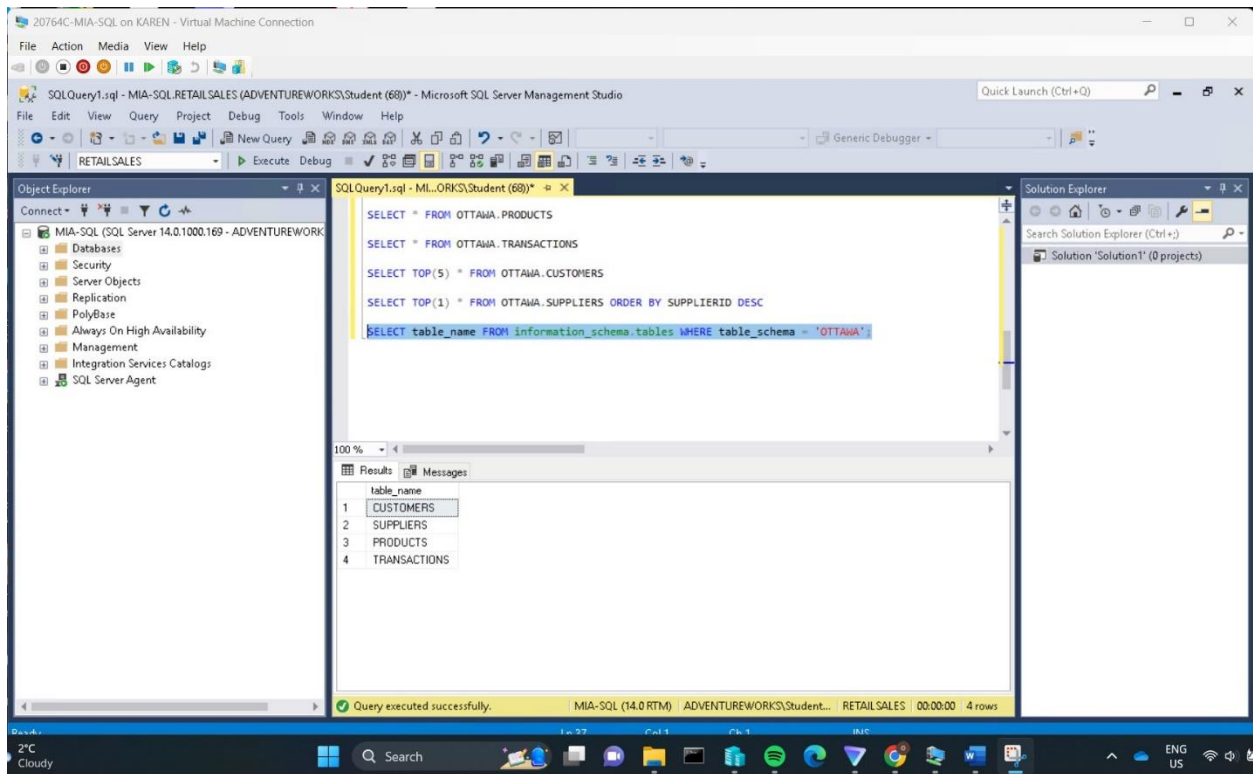 20764C-MIA-SQL on KAREN - Virtual Machine Connection
File Action Media View Help
SQLQuery1.sql - MIA-SQL.RETAILSALES (ADVENTUREWORKS\Student (68))* - Microsoft SQL Server Management Studio
Quick Launch (Ctrl+Q)
File Edit View Query Project Debug Tools Window Help
New Query
Generic Debugger
RETAILSALES
Execute Debug
Object Explorer
Connect
MIA-SQL (SQL Server 14.0.1000.169 - ADVENTUREWORK
Databases
Security
Server Objects
Replication
PolyBase
Always On High Availability
Management
Integration Services Catalogs
SQL Server Agent
SQLQuery1.sql - MI...ORKS\Student (68))*
SELECT * FROM OTTAWA.PRODUCTS
SELECT * FROM OTTAWA.TRANSACTIONS
SELECT TOP(5) * FROM OTTAWA.CUSTOMERS
SELECT TOP(1) * FROM OTTAWA.SUPPLIERS ORDER BY SUPPLIERID DESC
SELECT table_name FROM information_schema.tables WHERE table_schema = 'OTTAWA';
100 %
Results Messages
table_name
1 CUSTOMERS
2 SUPPLIERS
3 PRODUCTS
4 TRANSACTIONS
Query executed successfully. MIA-SQL (14.0 RTM) ADVENTUREWORKS\Student... RETAILSALES 00:00:00 4 rows
Solution Explorer
Search Solution Explorer (Ctrl+;)
Solution 'Solution1' (0 projects)
Ready Ln 37 Col 1 Ch 1 INS
2°C
Cloudy
Search
ENG
US